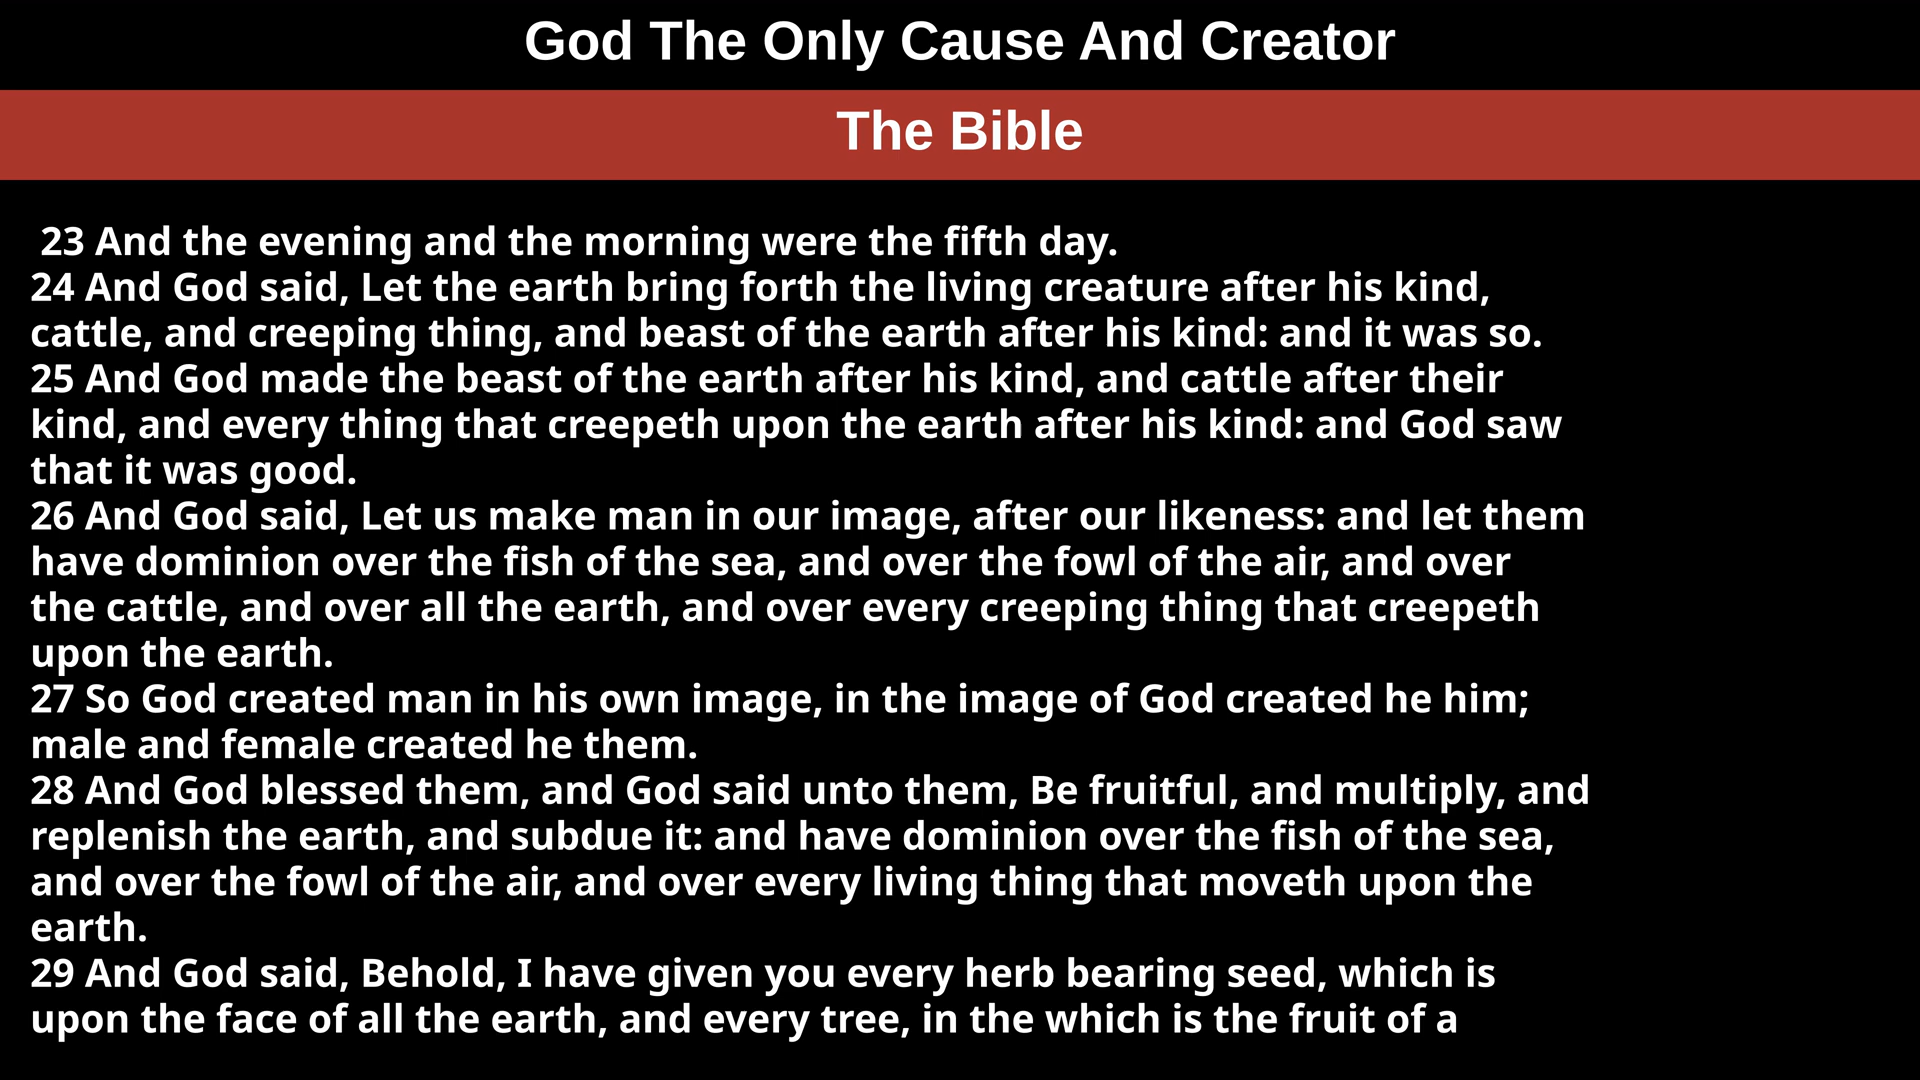 God The Only Cause And Creator
The Bible
23 And the evening and the morning were the fifth day.
24 And God said, Let the earth bring forth the living creature after his kind,
cattle, and creeping thing, and beast of the earth after his kind: and it was so.
25 And God made the beast of the earth after his kind, and cattle after their
kind, and every thing that creepeth upon the earth after his kind: and God saw
that it was good.
26 And God said, Let us make man in our image, after our likeness: and let them
have dominion over the fish of the sea, and over the fowl of the air, and over
the cattle, and over all the earth, and over every creeping thing that creepeth
upon the earth.
27 So God created man in his own image, in the image of God created he him;
male and female created he them.
28 And God blessed them, and God said unto them, Be fruitful, and multiply, and
replenish the earth, and subdue it: and have dominion over the fish of the sea,
and over the fowl of the air, and over every living thing that moveth upon the
earth.
29 And God said, Behold, I have given you every herb bearing seed, which is
upon the face of all the earth, and every tree, in the which is the fruit of a